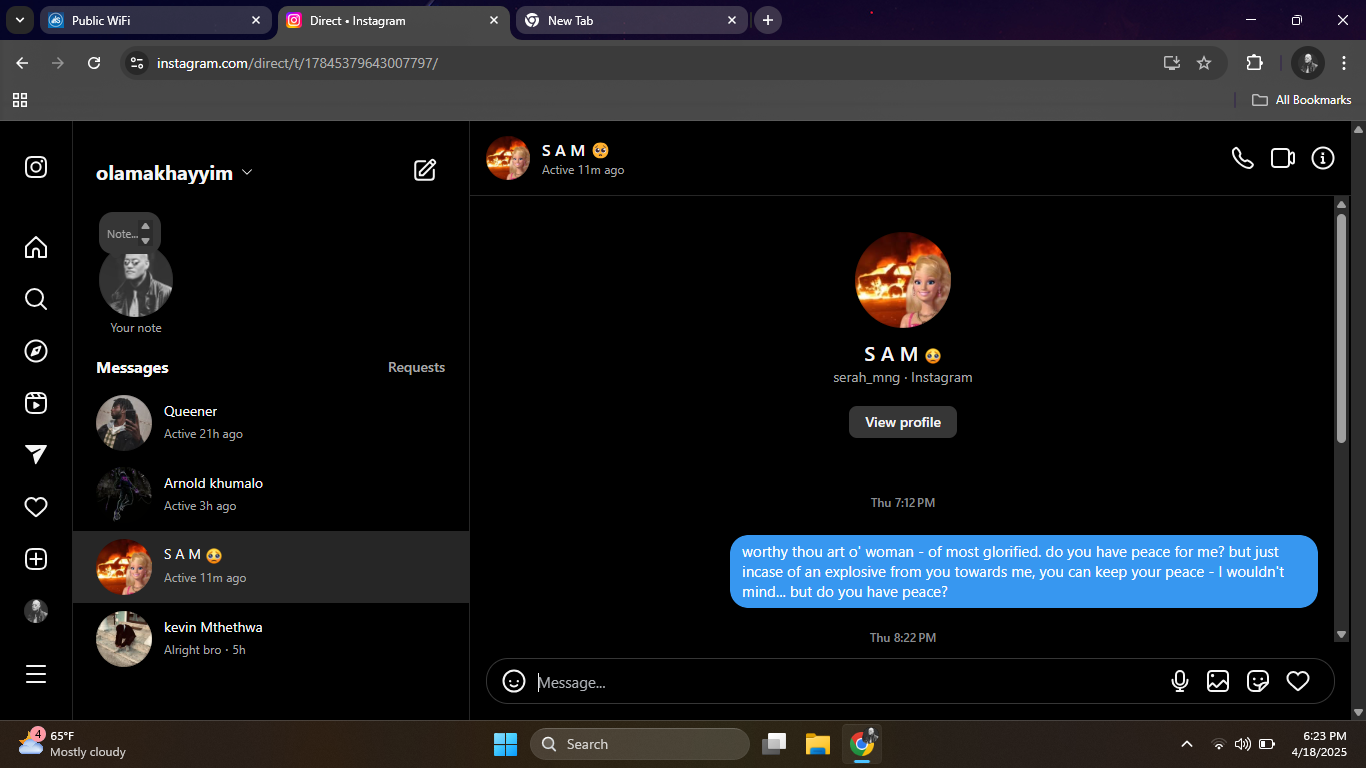 Public WiFi
Direct • Instagram
New Tab
instagram.com/direct/t/17845379643007797/
All Bookmarks
olamakhayyim
Note...
Your note
Messages
Requests
Queener
Active 21h ago
Arnold khumalo
Active 3h ago
S A M 🥹
Active 11m ago
kevin Mthethwa
Alright bro · 5h
S A M 🥺
Active 11m ago
S A M 🥹
serah_mng · Instagram
View profile
Thu 7:12 PM
worthy thou art o' woman - of most glorified. do you have peace for me? but just
incase of an explosive from you towards me, you can keep your peace - I wouldn't
mind... but do you have peace?
Thu 8:22 PM
Message...
4
65°F
Mostly cloudy
Search
6:23 PM
4/18/2025